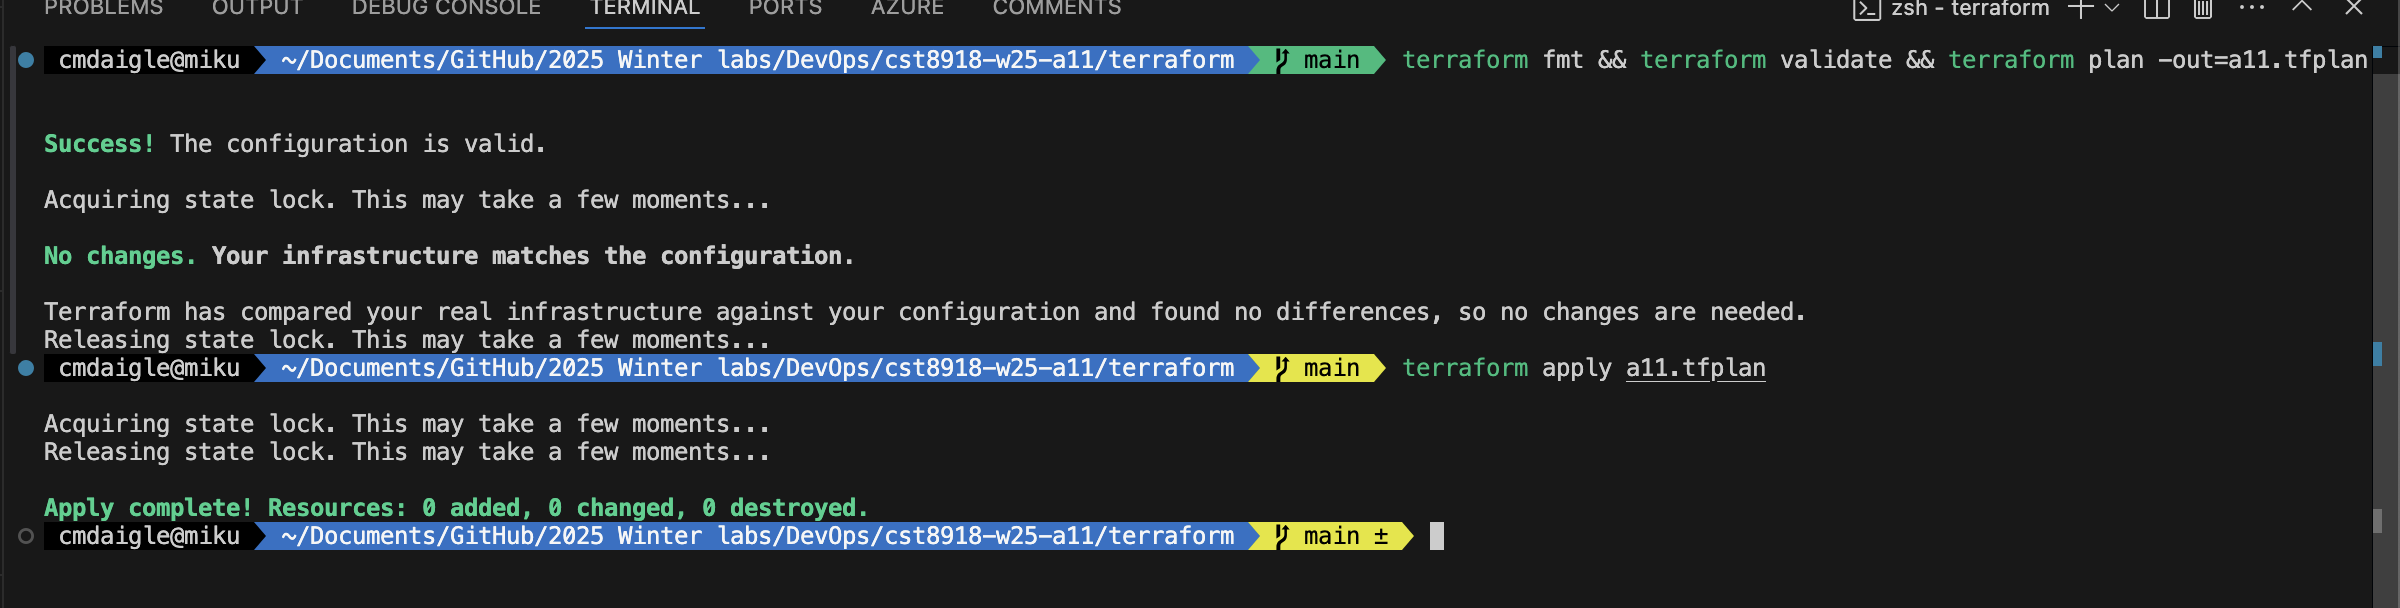 PROBLEMS OUTPUT DEBUG CONSOLE TERMINAL PORTS AZURE COMMENTS zsh - terraform
cmdaigle@miku ~/Documents/GitHub/2025 Winter labs/DevOps/cst8918-w25-a11/terraform main terraform fmt && terraform validate && terraform plan -out=a11.tfplan
Success! The configuration is valid.
Acquiring state lock. This may take a few moments...
No changes. Your infrastructure matches the configuration.
Terraform has compared your real infrastructure against your configuration and found no differences, so no changes are needed.
Releasing state lock. This may take a few moments...
cmdaigle@miku ~/Documents/GitHub/2025 Winter labs/DevOps/cst8918-w25-a11/terraform main terraform apply a11.tfplan
Acquiring state lock. This may take a few moments...
Releasing state lock. This may take a few moments...
Apply complete! Resources: 0 added, 0 changed, 0 destroyed.
cmdaigle@miku ~/Documents/GitHub/2025 Winter labs/DevOps/cst8918-w25-a11/terraform main ±